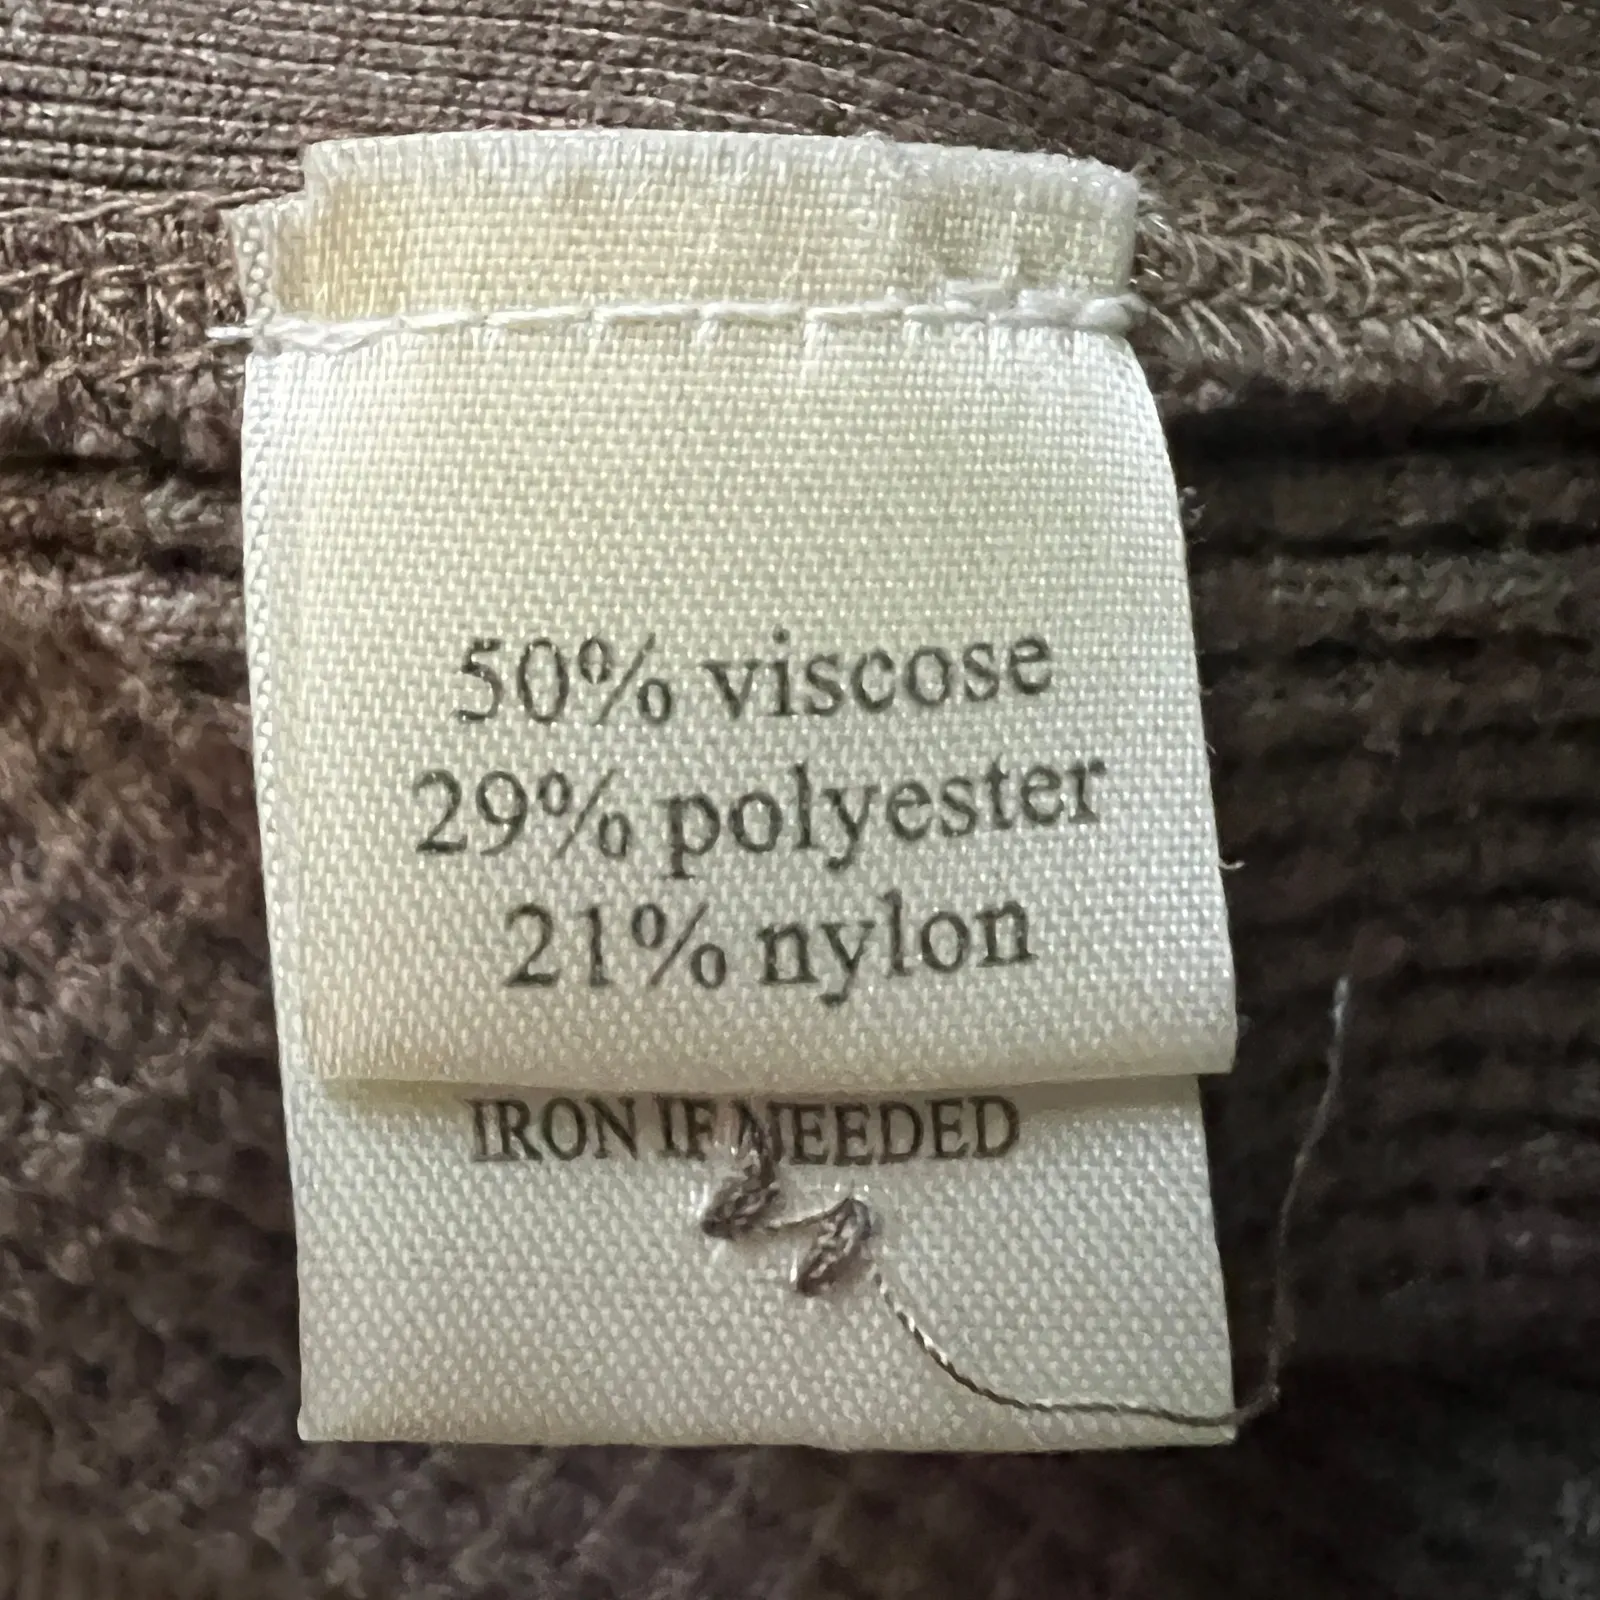 50% viscose
29% polyester
21% nylon
IRON IF NEEDED